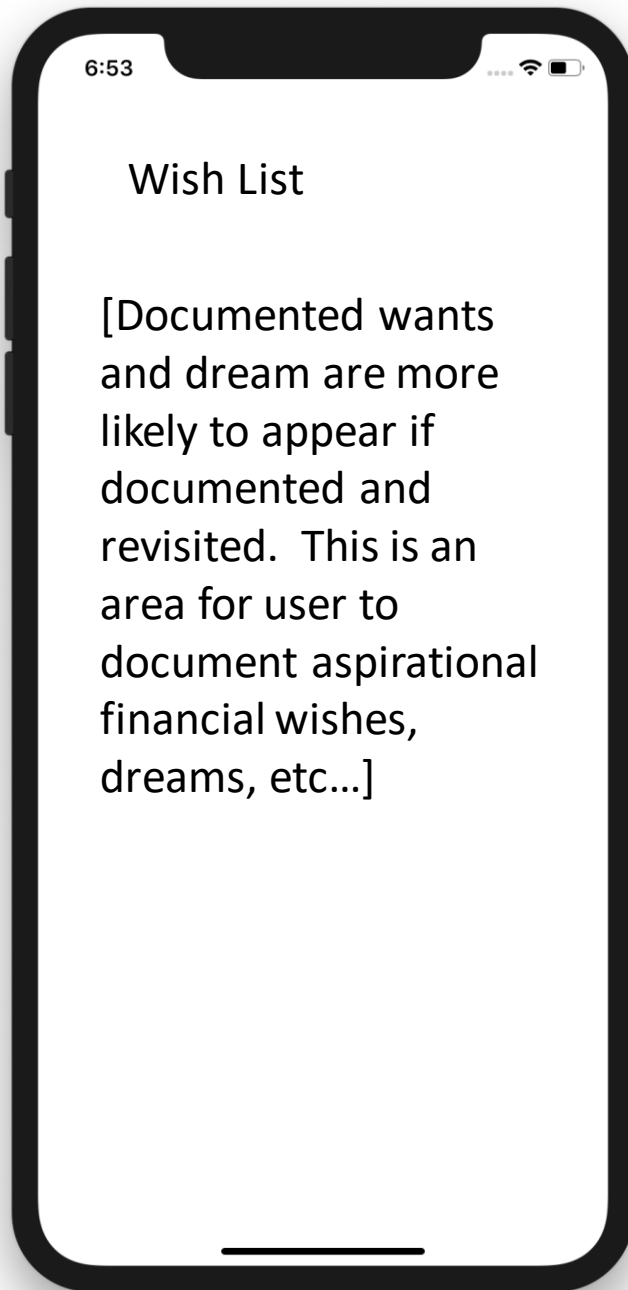 6:53
Wish List
[Documented wants
and dream are more
likely to appear if
documented and
revisited.  This is an
area for user to
document aspirational
financial wishes,
dreams, etc…]